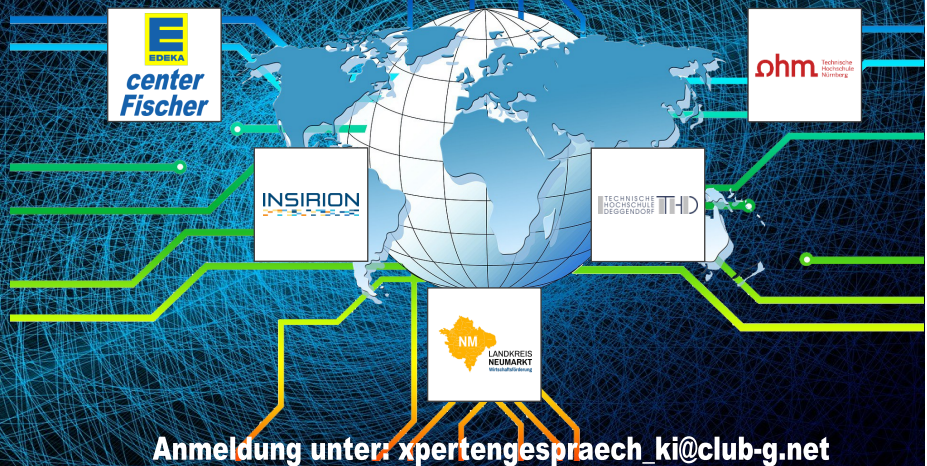 E
EDEKA
center
Fischer
ohm
Technische
Hochschule
Nürnberg
INSIRION
TECHNISCHE
HOCHSCHULE
DEGGENDORF
THD
NM
LANDKREIS
NEUMARKT
Wirtschaftsförderung
Anmeldung unter: xpertengespraech_ki@club-g.net